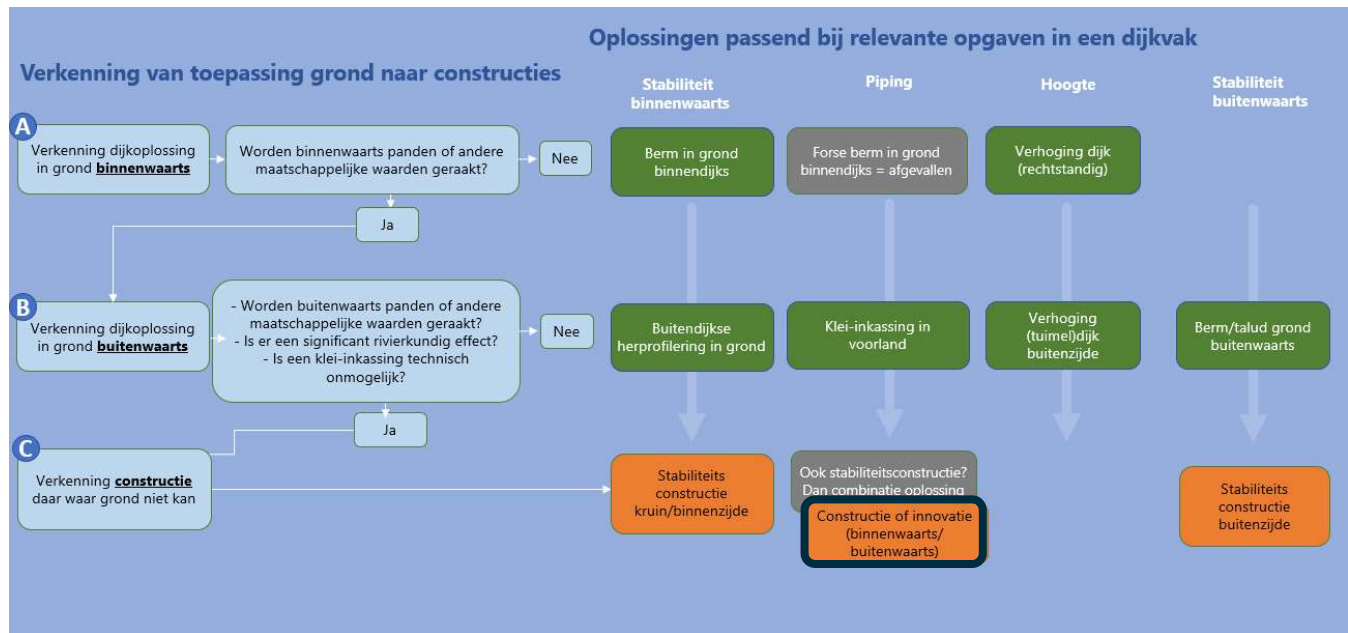 Oplossingen passend bij relevante opgaven in een dijkvak
Verkenning van toepassing grond naar constructies
Stabiliteit
binnenwaarts
Piping
Hoogte
Stabiliteit
buitenwaarts
A
Verkenning dijkoplossing
in grond binnenwaarts
Worden binnenwaarts panden of andere
maatschappelijke waarden geraakt?
Nee
Berm in grond
binnendijks
Forse berm in grond
binnendijks = afgevallen
Verhoging dijk
(rechtstandig)
Ja
B
Verkenning dijkoplossing
in grond buitenwaarts
- Worden buitenwaarts panden of andere
maatschappelijke waarden geraakt?
- Is er een significant rivierkundig effect?
- Is een klei-inkassing technisch
onmogelijk?
Nee
Buitendijkse
herprofilering in grond
Klei-inkassing in
voorland
Verhoging
(tuimel)dijk
buitenzijde
Berm/talud grond
buitenwaarts
Ja
C
Verkenning constructie
daar waar grond niet kan
Stabiliteits
constructie
kruin/binnenzijde
Ook stabiliteitsconstructie?
Dan combinatie oplossing
Constructie of innovatie
(binnenwaarts/
buitenwaarts)
Stabiliteits
constructie
buitenzijde